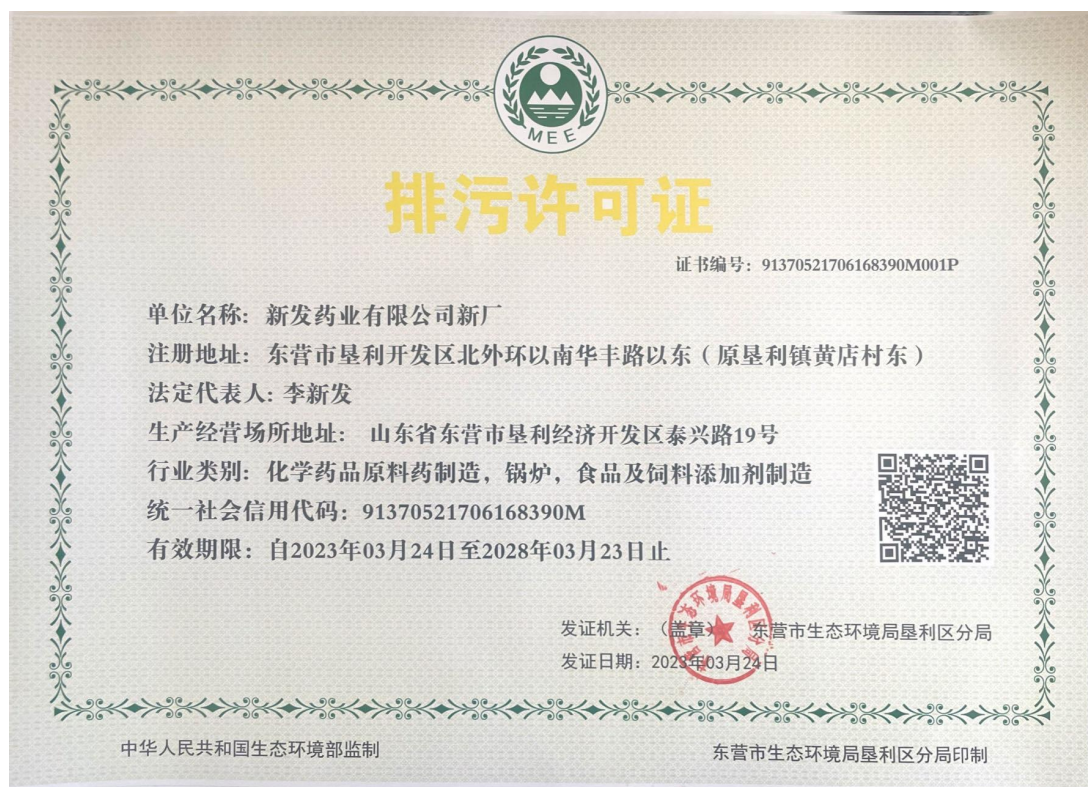 MEE
排污许可证
证书编号：91370521706168390M001P
单位名称：新发药业有限公司新厂
注册地址：东营市垦利开发区北外环以南华丰路以东（原垦利镇黄店村东）
法定代表人：李新发
生产经营场所地址：山东省东营市垦利经济开发区泰兴路19号
行业类别：化学药品原料药制造，锅炉，食品及饲料添加剂制造
统一社会信用代码：91370521706168390M
有效期限：自2023年03月24日至2028年03月23日止
发证机关：（盖章）东营市生态环境局垦利区分局
发证日期：2023年03月24日
中华人民共和国生态环境部监制
东营市生态环境局垦利区分局印制